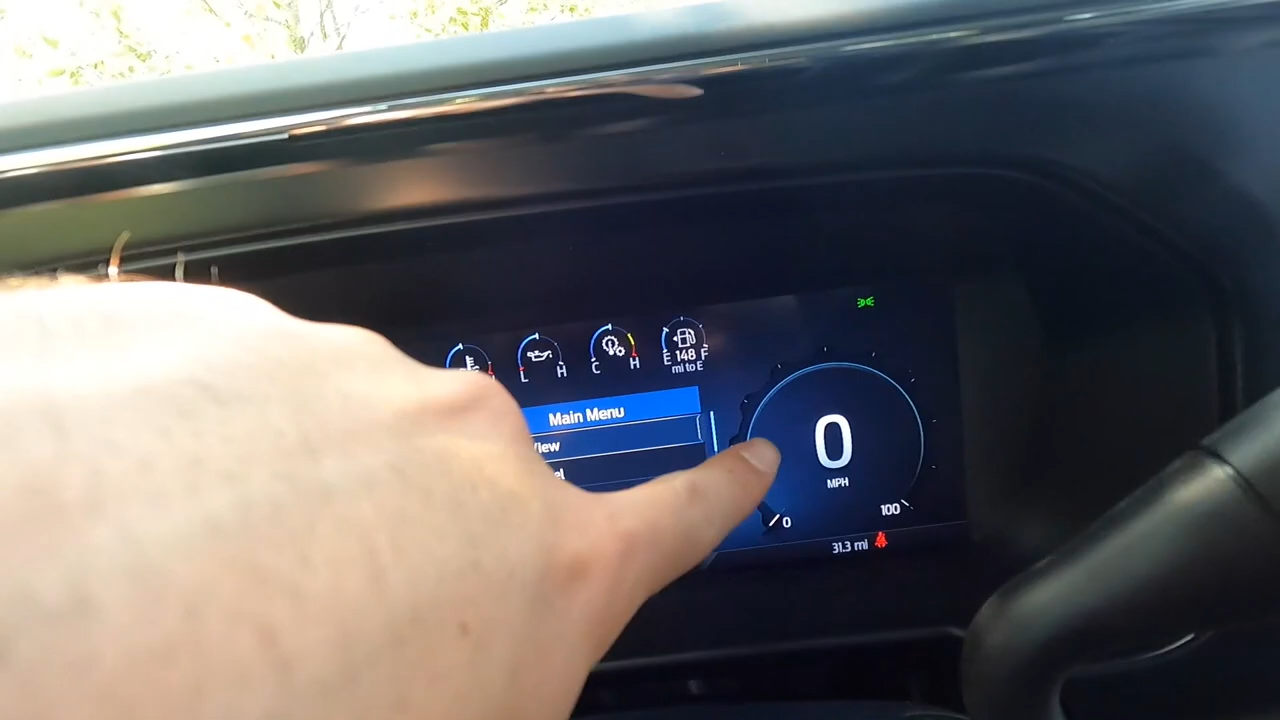 L H
C H
E 148 F
mi to E
Main Menu
View
0
MPH
0 100
31.3 mi